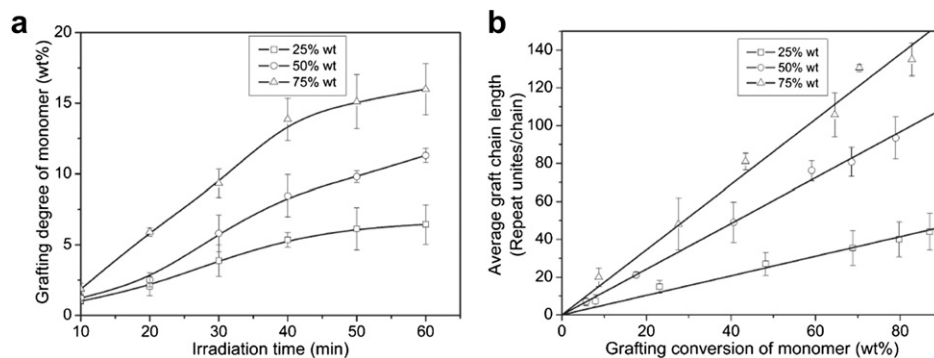 a
20
15
10
5
0
Grafting degree of monomer (wt%)
25% wt
50% wt
75% wt
10 20 30 40 50 60
Irradiation time (min)
b
140
120
100
80
60
40
20
0
Average graft chain length
(Repeat unites/chain)
25% wt
50% wt
75% wt
0 20 40 60 80
Grafting conversion of monomer (wt%)